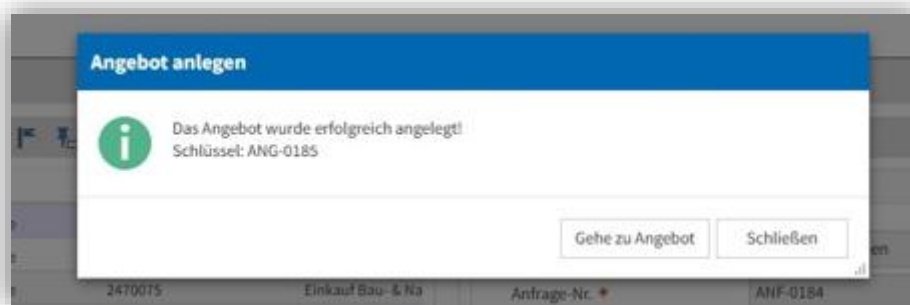 Angebot anlegen
Das Angebot wurde erfolgreich angelegt!
Schlüssel: ANG-0185
Gehe zu Angebot
Schließen
en
2470075
Einkauf Bau- & Na
Anfrage-Nr. *
ANF-0184